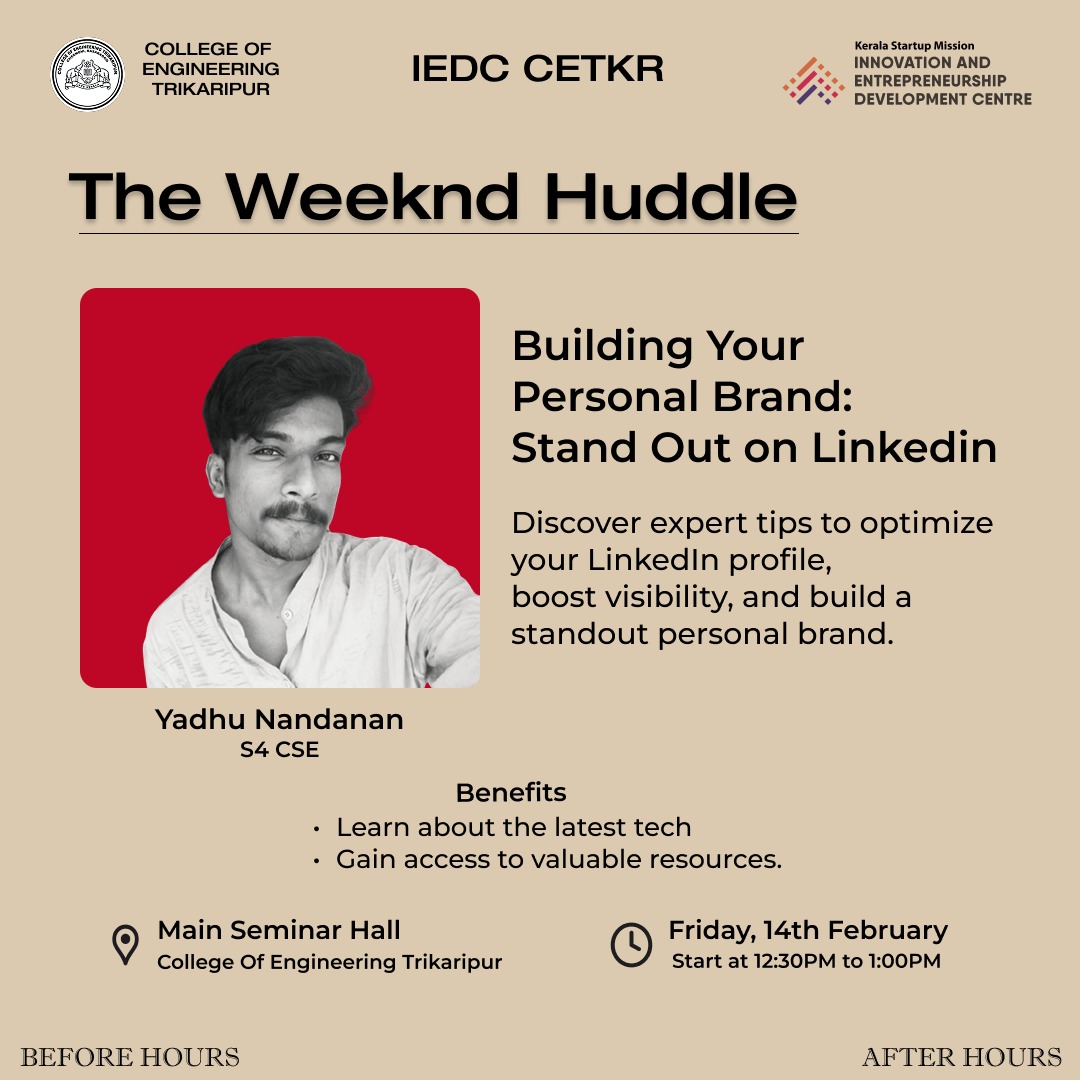 COLLEGE OF
ENGINEERING
TRIKARIPUR
IEDC CETKR
Kerala Startup Mission
INNOVATION AND
ENTREPRENEURSHIP
DEVELOPMENT CENTRE
The Weeknd Huddle
Building Your
Personal Brand:
Stand Out on Linkedin
Discover expert tips to optimize
your LinkedIn profile,
boost visibility, and build a
standout personal brand.
Yadhu Nandanan
S4 CSE
Benefits
• Learn about the latest tech
• Gain access to valuable resources.
Main Seminar Hall
College Of Engineering Trikaripur
Friday, 14th February
Start at 12:30PM to 1:00PM
BEFORE HOURS
AFTER HOURS